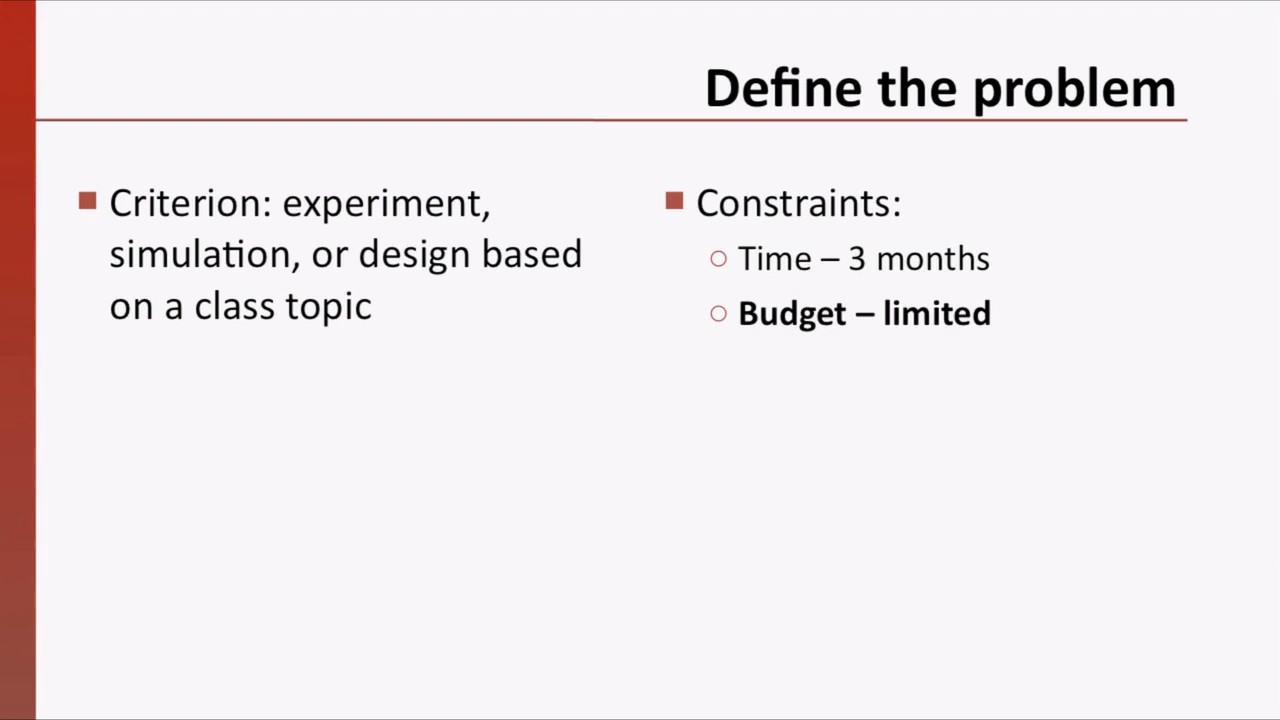 Define the problem
Criterion: experiment,
simulation, or design based
on a class topic
Constraints:
Time – 3 months
Budget – limited